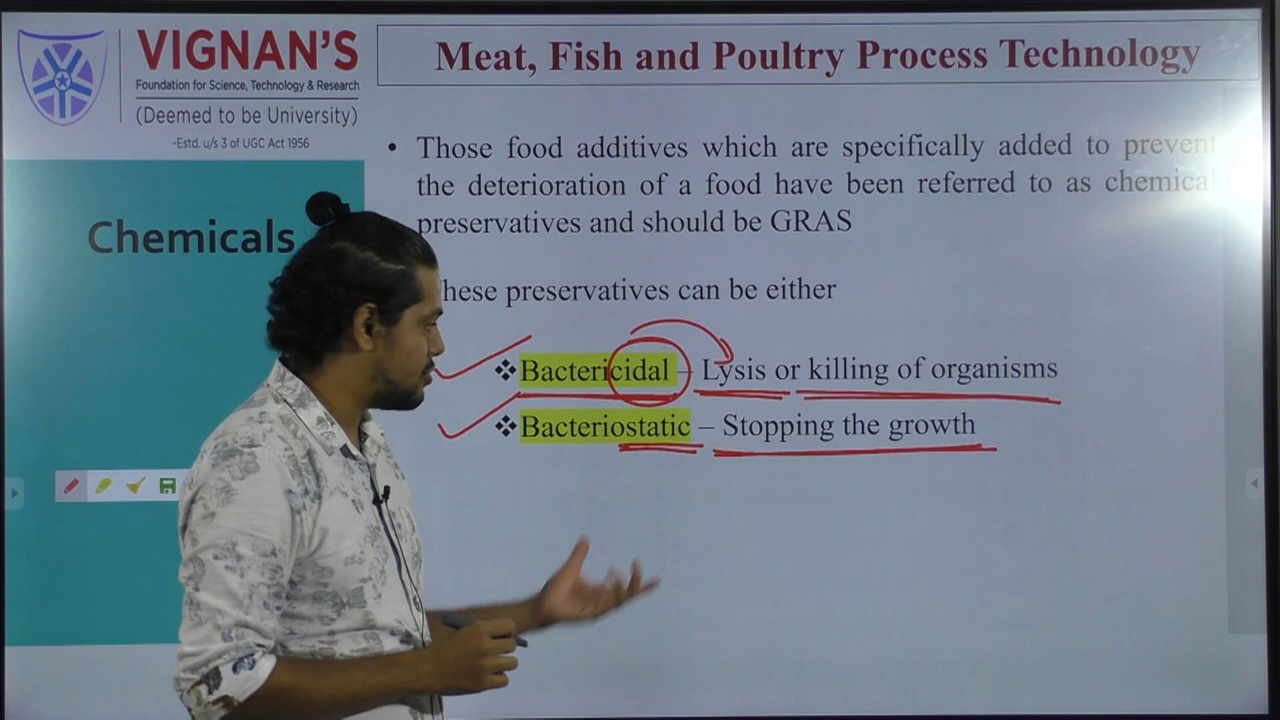 VIGNAN'S
Foundation for Science, Technology & Research
(Deemed to be University)
-Estd. u/s 3 of UGC Act 1956
Meat, Fish and Poultry Process Technology
Chemicals
• Those food additives which are specifically added to prevent
the deterioration of a food have been referred to as chemical
preservatives and should be GRAS
These preservatives can be either
❖Bactericidal – Lysis or killing of organisms
❖Bacteriostatic – Stopping the growth